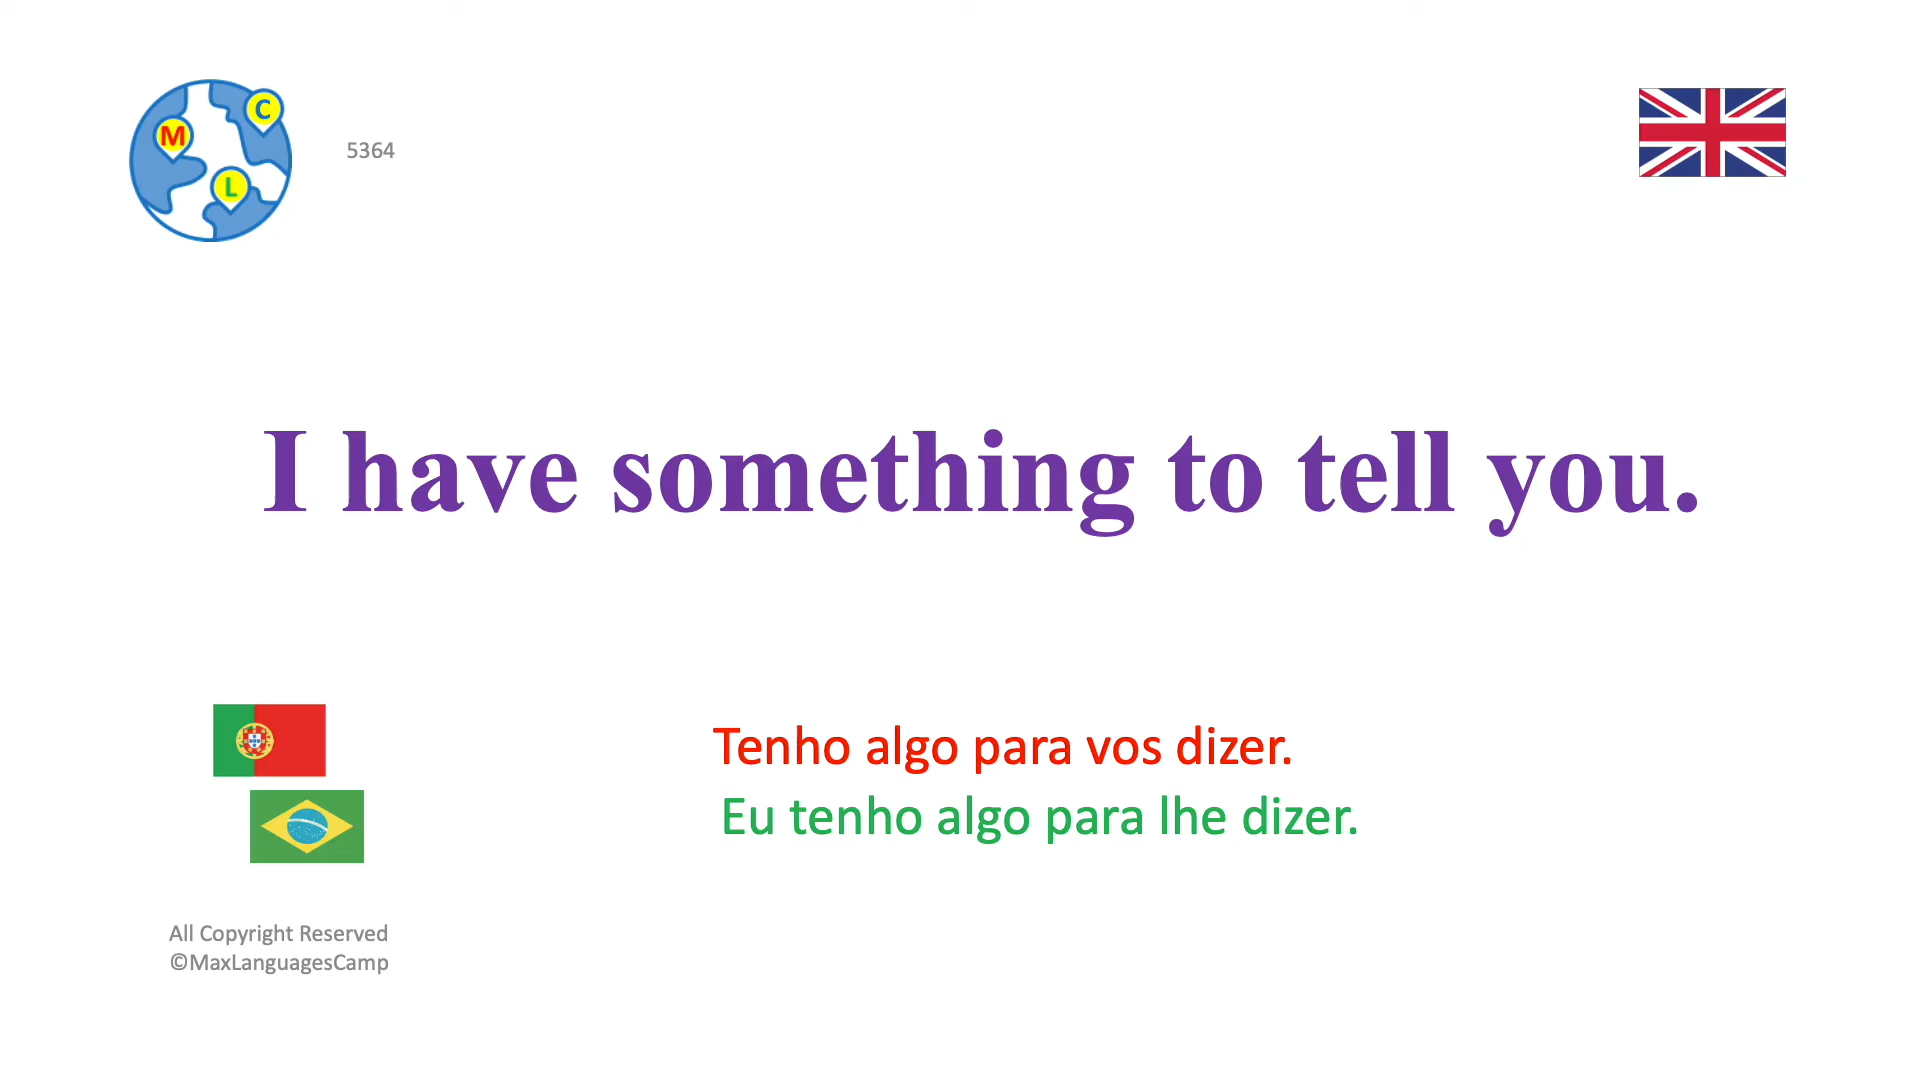 C
M
5364
L
I have something to tell you.
Tenho algo para vos dizer.
Eu tenho algo para lhe dizer.
All Copyright Reserved
©MaxLanguagesCamp